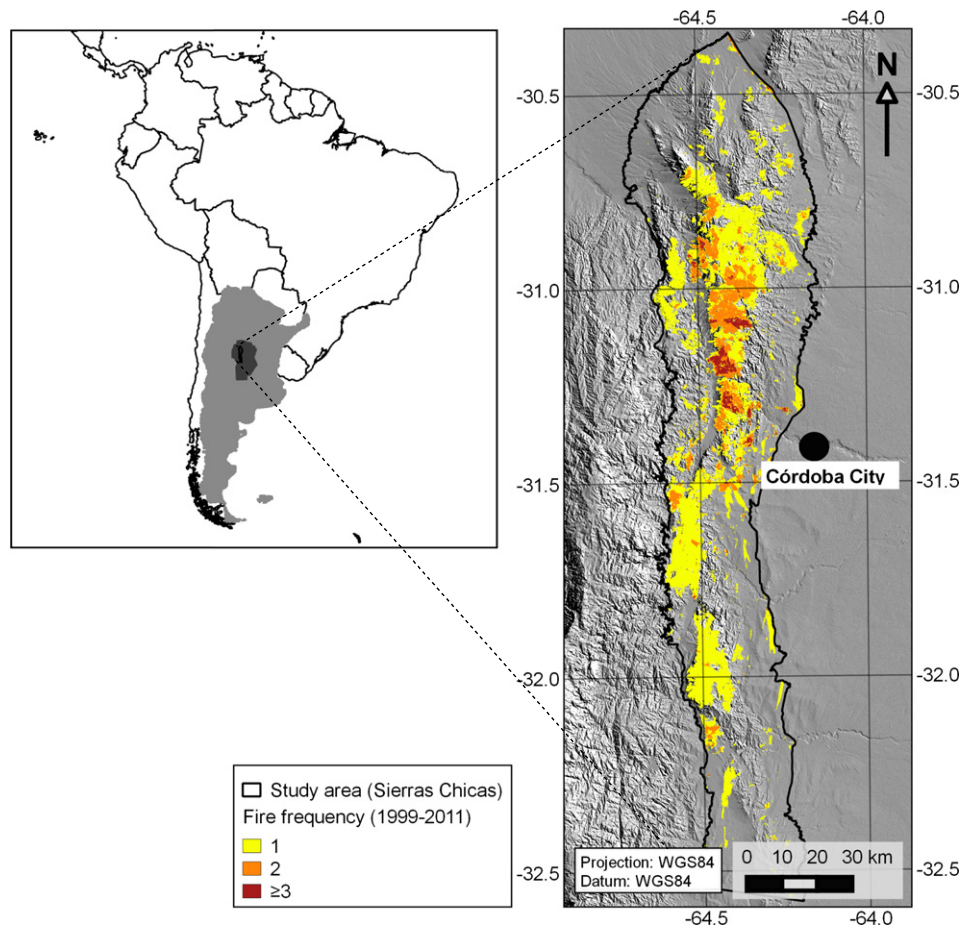 -64.5 -64.0
N
-30.5 -30.5
-31.0 -31.0
Córdoba City
-31.5 -31.5
-32.0 -32.0
Study area (Sierras Chicas)
Fire frequency (1999-2011)
1
2
≥3
Projection: WGS84
Datum: WGS84
0 10 20 30 km
-32.5 -32.5
-64.5 -64.0